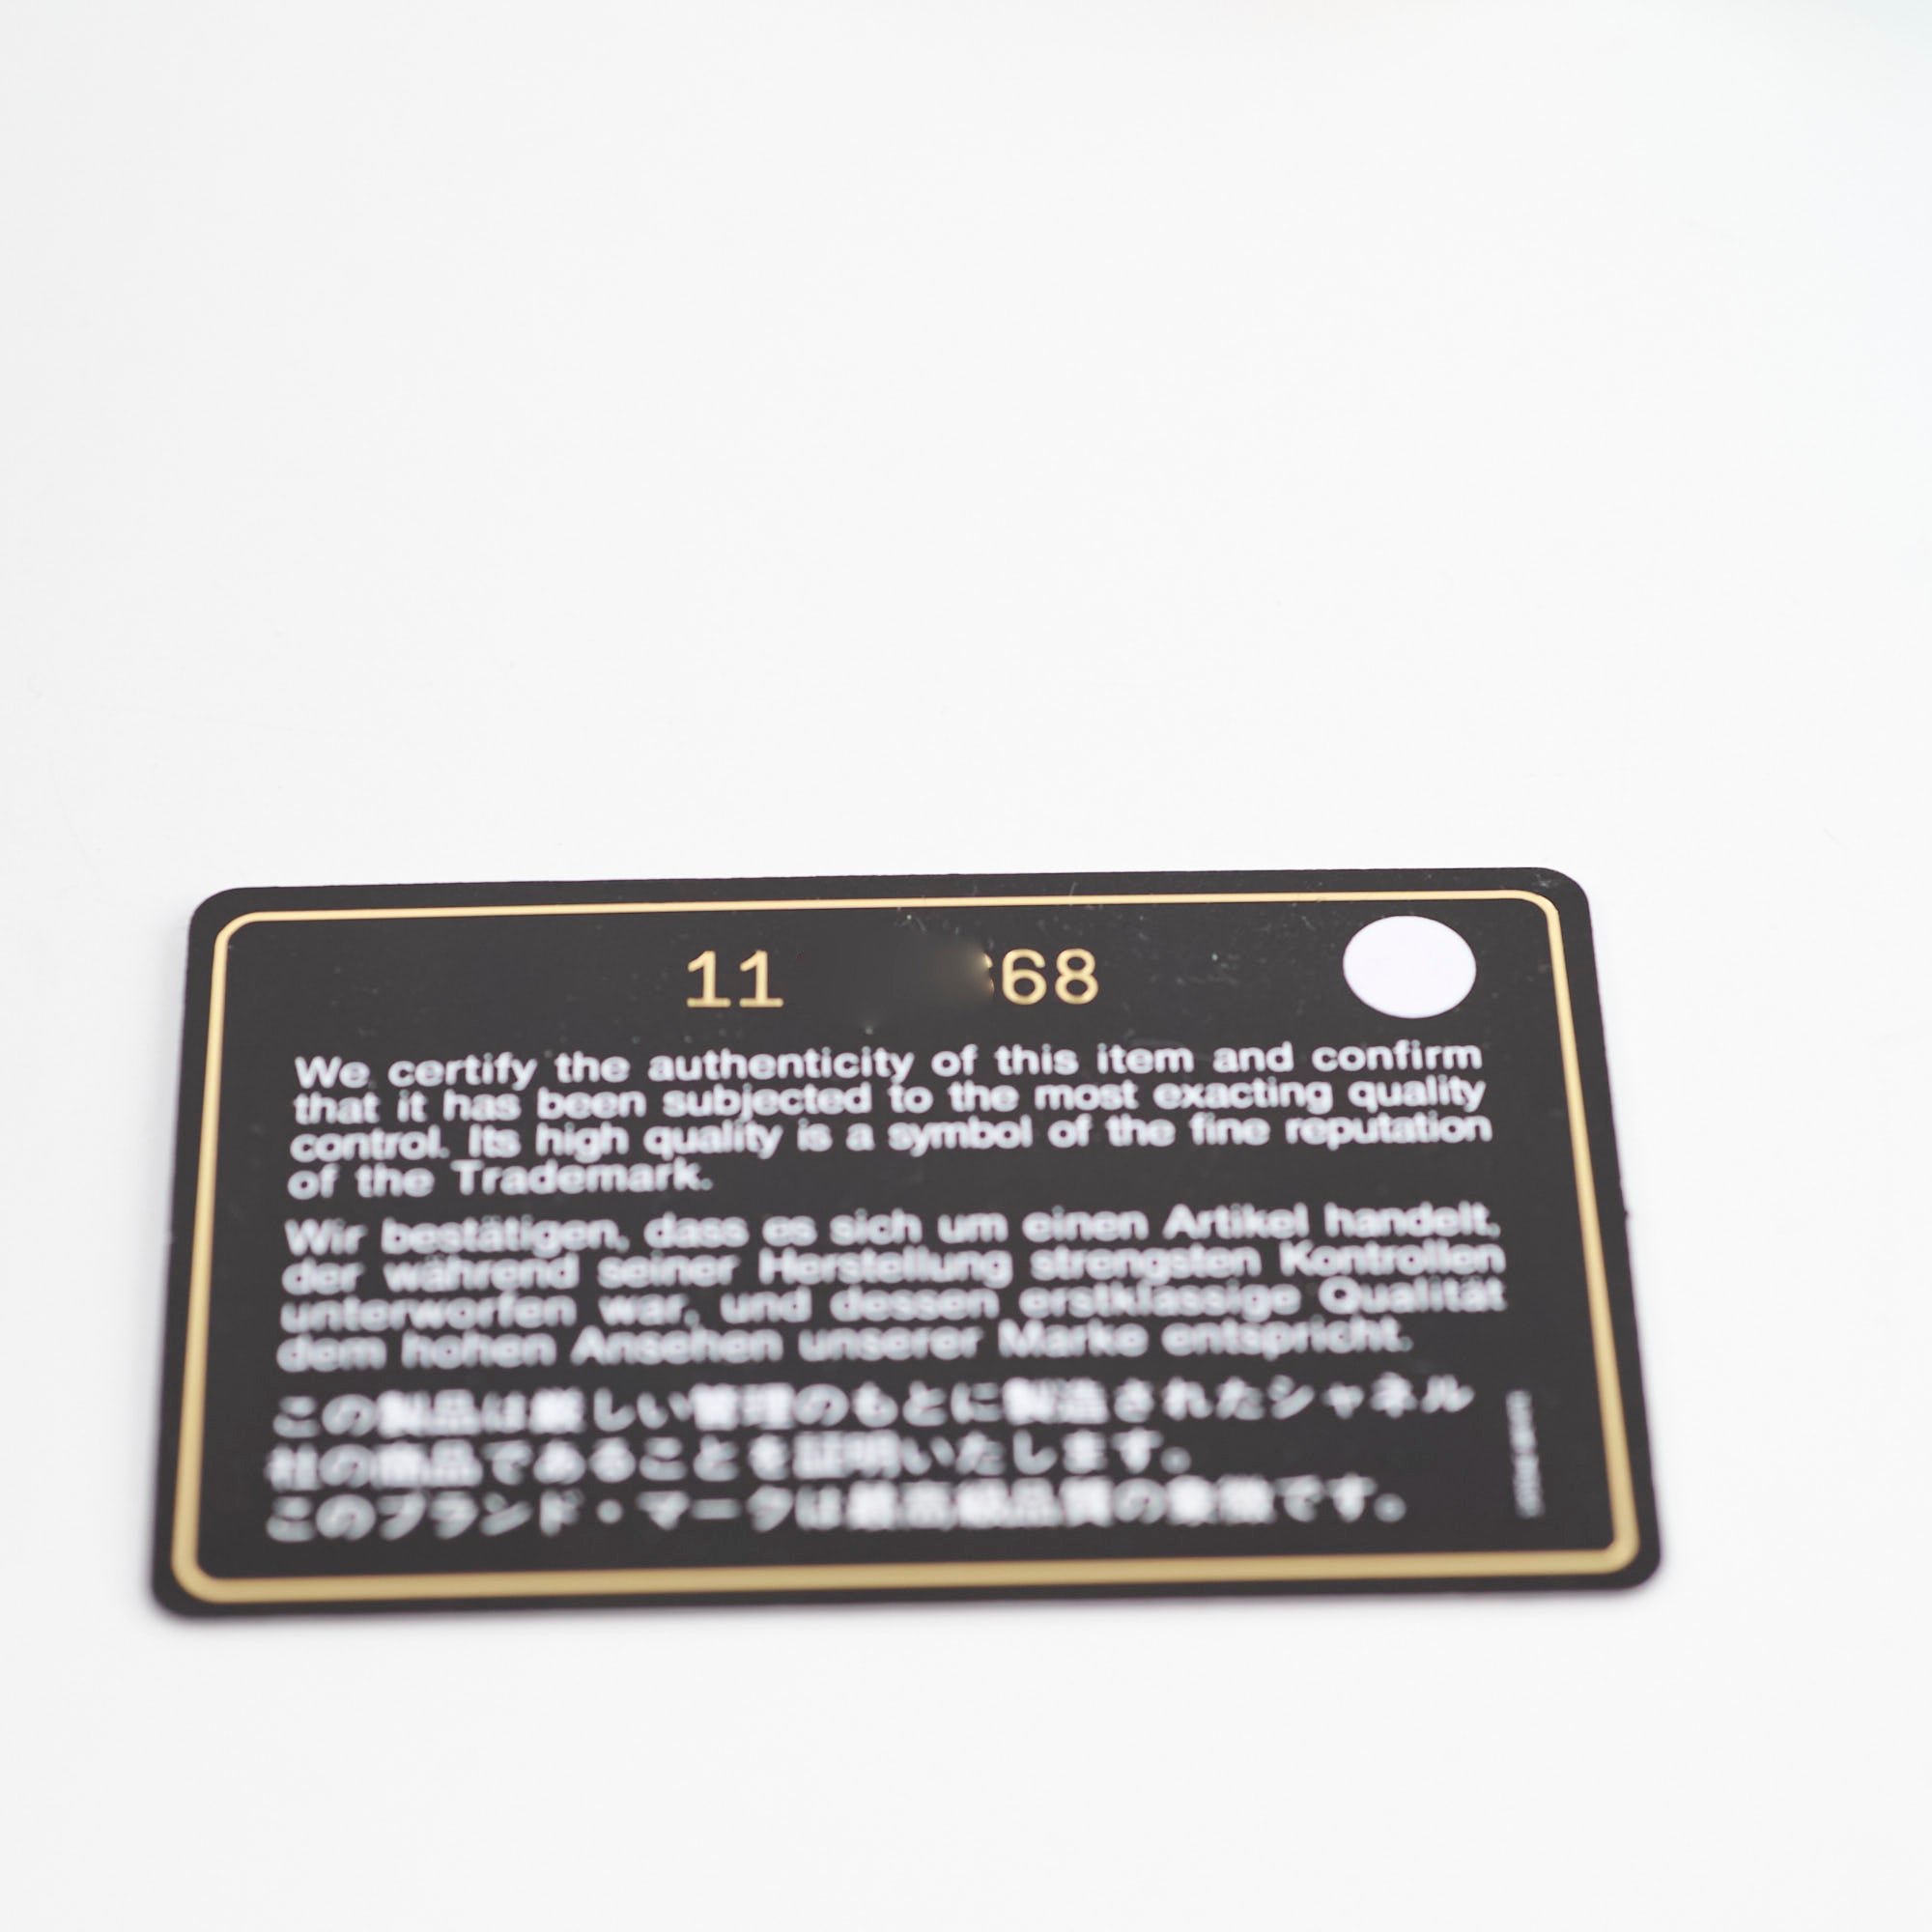 11 68
We certify the authenticity of this item and confirm
that it has been subjected to the most exacting quality
control. Its high quality is a symbol of the fine reputation
of the Trademark.
Wir bestätigen, dass es sich um einen Artikel handelt,
der während seiner Herstellung strengsten Kontrollen
unterworfen war, und dessen erstklassige Qualität
dem hohen Ansehen unserer Marke entspricht.
この製品は厳しい管理のもとに製造されたシャネル
社の商品であることを証明いたします。
このブランド・マークは最高級品質の象徴です。